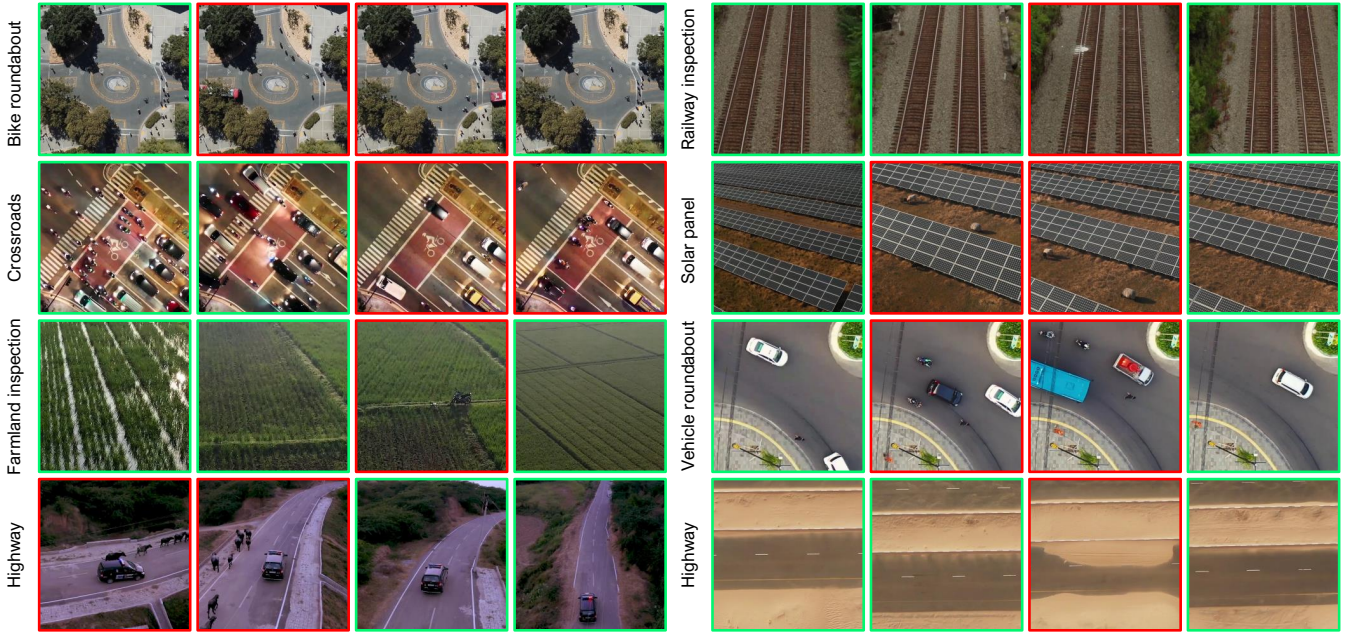 Bike roundabout
Railway inspection
Crossroads
Solar panel
Farmland inspection
Vehicle roundabout
Highway
Highway